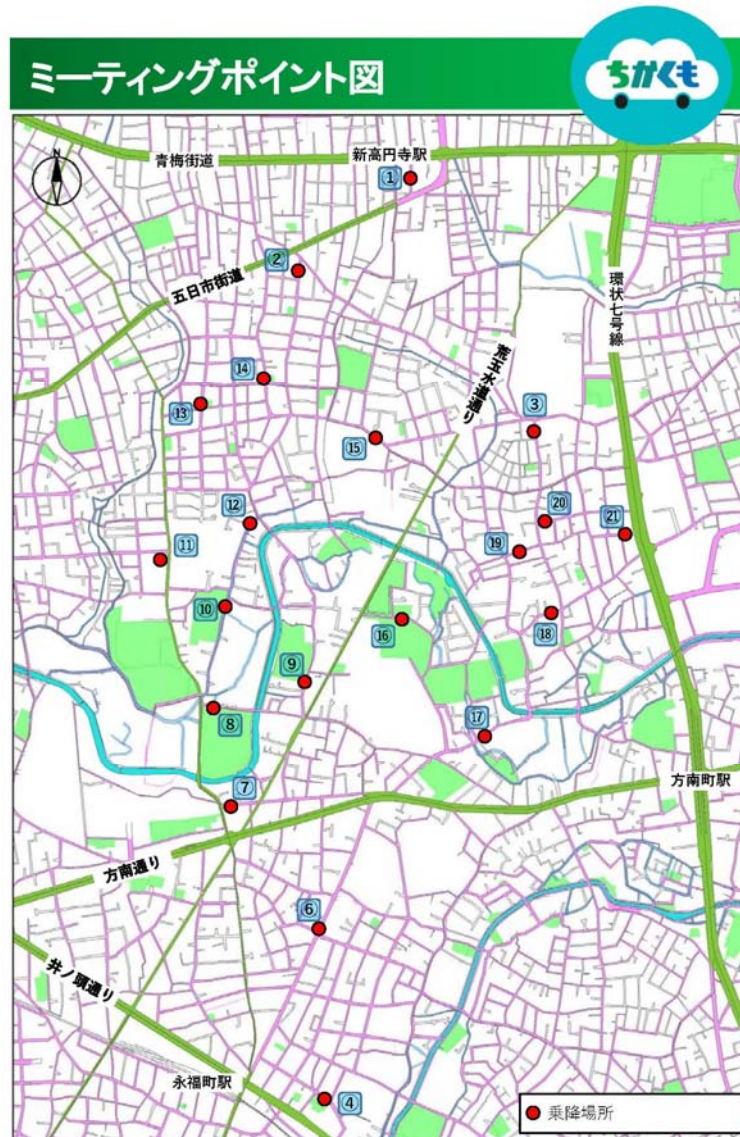 ミーティングポイント図
ちかくも
N
青梅街道
新高円寺駅
①
②
五日市街道
環状七号線
荒玉水道通り
⑭
⑬
③
⑮
⑫
⑳
㉑
⑪
⑲
⑩
⑯
⑱
⑨
⑧
⑰
⑦
方南町駅
方南通り
⑥
井ノ頭通り
永福町駅
④
乗降場所